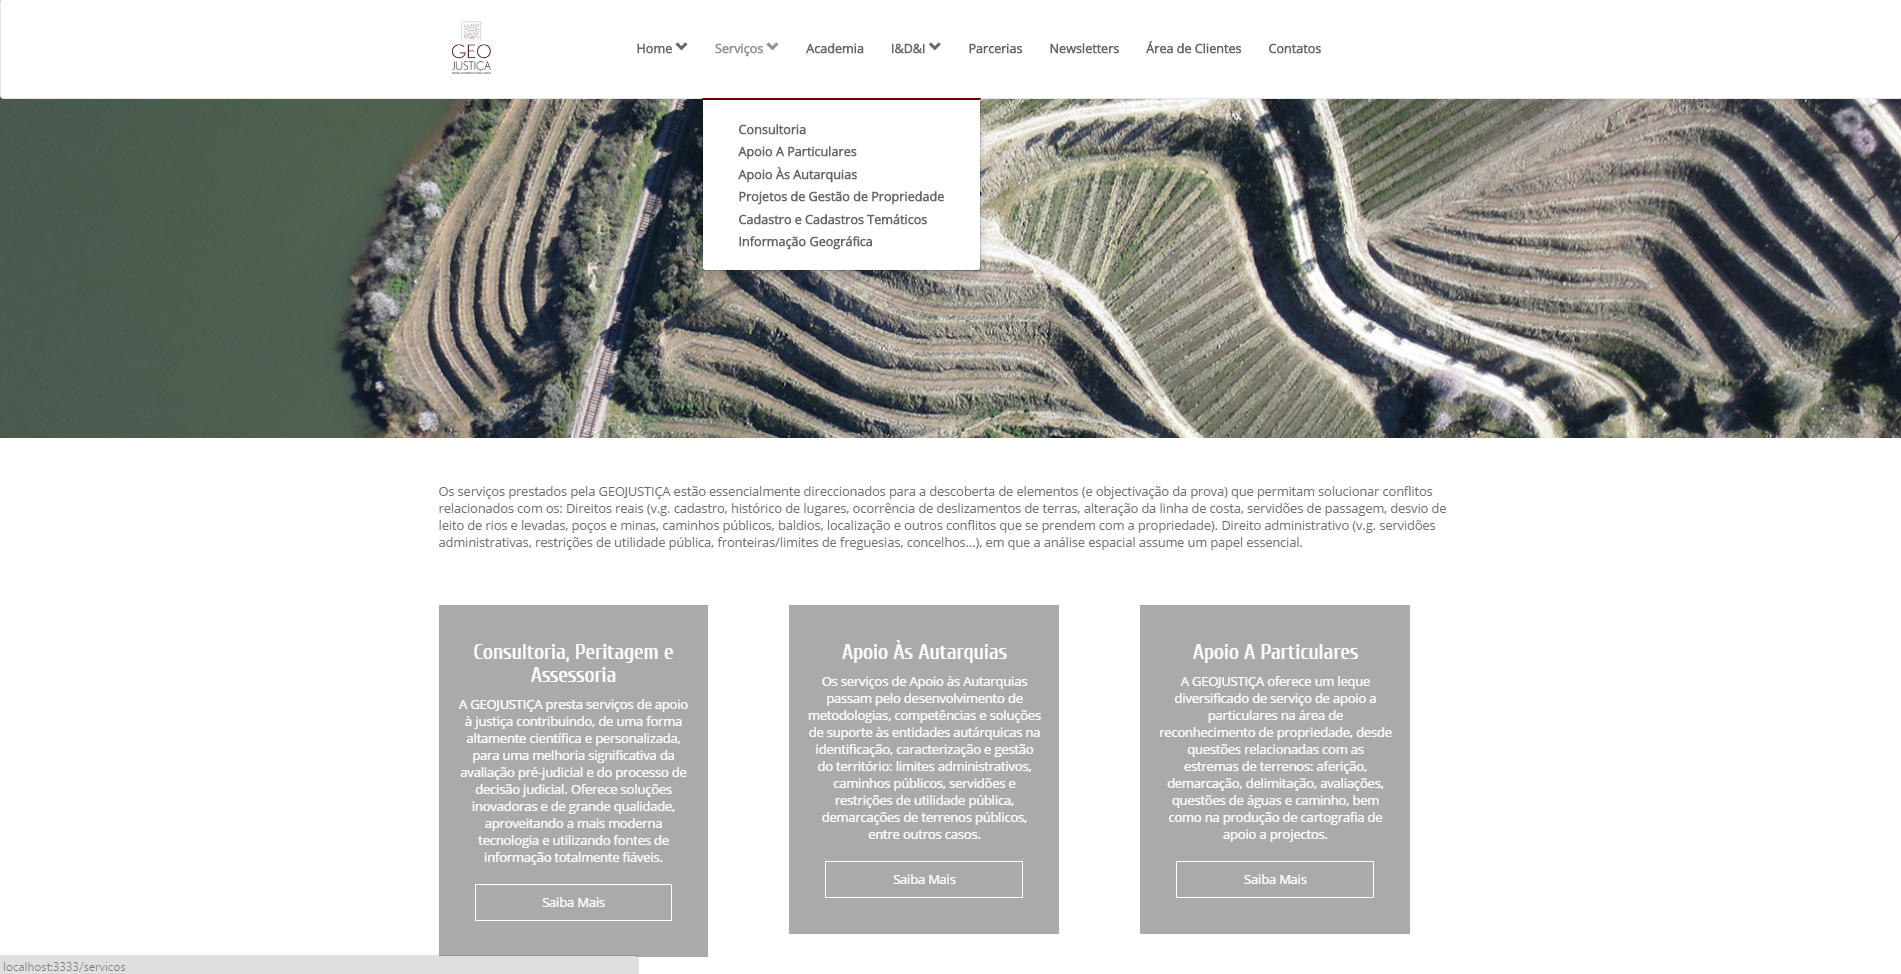 GEO
JUSTIÇA
Home Serviços Academia I&D&I Parcerias Newsletters Área de Clientes Contatos
Consultoria
Apoio A Particulares
Apoio Às Autarquias
Projetos de Gestão de Propriedade
Cadastro e Cadastros Temáticos
Informação Geográfica
Os serviços prestados pela GEOJUSTIÇA estão essencialmente direccionados para a descoberta de elementos (e objectivação da prova) que permitam solucionar conflitos
relacionados com os: Direitos reais (v.g. cadastro, histórico de lugares, ocorrência de deslizamentos de terras, alteração da linha de costa, servidões de passagem, desvio de
leito de rios e levadas, poços e minas, caminhos públicos, baldios, localização e outros conflitos que se prendem com a propriedade). Direito administrativo (v.g. servidões
administrativas, restrições de utilidade pública, fronteiras/limites de freguesias, concelhos...), em que a análise espacial assume um papel essencial.
Consultoria, Peritagem e
Assessoria
A GEOJUSTIÇA presta serviços de apoio
à justiça contribuindo, de uma forma
altamente científica e personalizada,
para uma melhoria significativa da
avaliação pré-judicial e do processo de
decisão judicial. Oferece soluções
inovadoras e de grande qualidade,
aproveitando a mais moderna
tecnologia e utilizando fontes de
informação totalmente fiáveis.
Saiba Mais
Apoio Às Autarquias
Os serviços de Apoio às Autarquias
passam pelo desenvolvimento de
metodologias, competências e soluções
de suporte às entidades autárquicas na
identificação, caracterização e gestão
do território: limites administrativos,
caminhos públicos, servidões e
restrições de utilidade pública,
demarcações de terrenos públicos,
entre outros casos.
Saiba Mais
Apoio A Particulares
A GEOJUSTIÇA oferece um leque
diversificado de serviço de apoio a
particulares na área de
reconhecimento de propriedade, desde
questões relacionadas com as
estremas de terrenos: aferição,
demarcação, delimitação, avaliações,
questões de águas e caminho, bem
como na produção de cartografia de
apoio a projectos.
Saiba Mais
localhost:3333/servicos